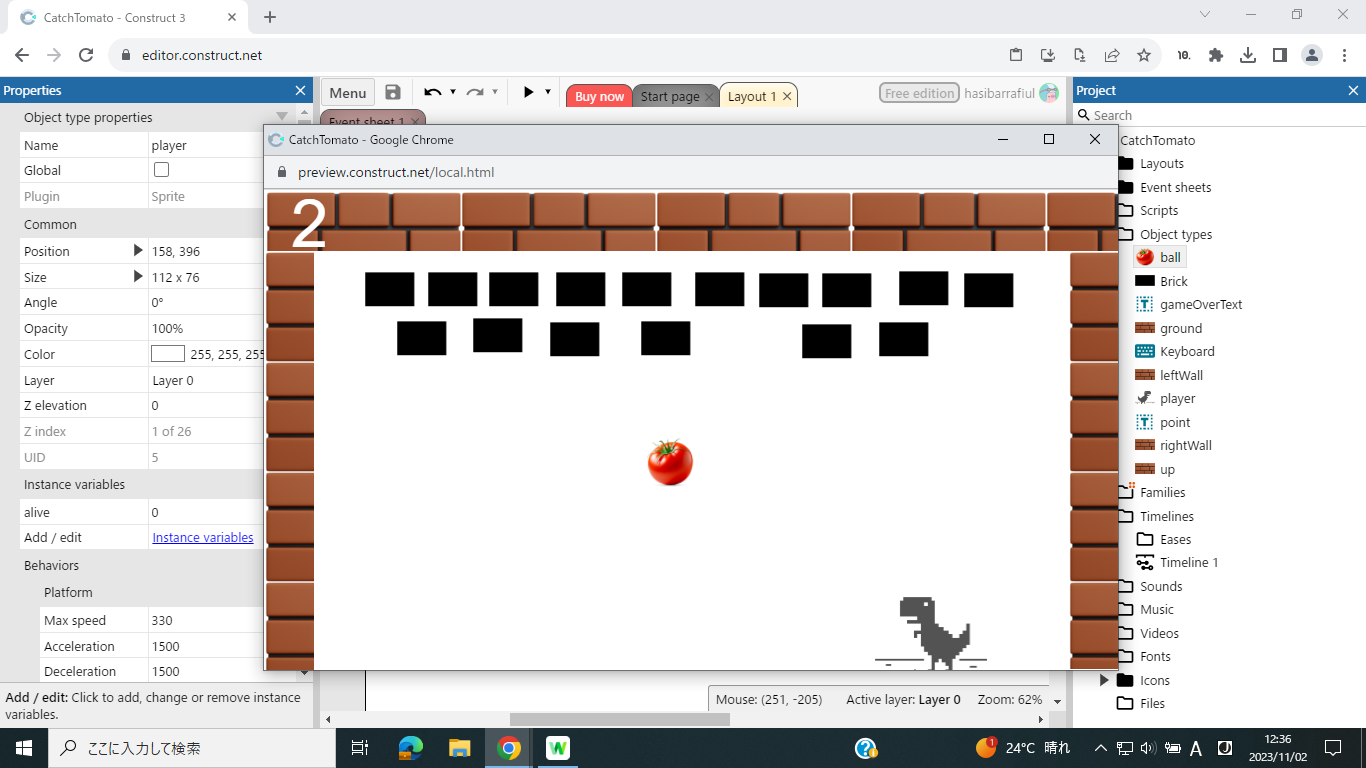 CatchTomato - Construct 3
editor.construct.net
Properties
Menu
Buy now
Start page
Layout 1
Free edition
hasibarrafiul
Project
Object type properties
Event sheet 1
Search
Name player
Global
Plugin Sprite
Common
Position 158, 396
Size 112 x 76
Angle 0°
Opacity 100%
Color 255, 255, 255
Layer Layer 0
Z elevation 0
Z index 1 of 26
UID 5
Instance variables
alive 0
Add / edit Instance variables
Behaviors
Platform
Max speed 330
Acceleration 1500
Deceleration 1500
Add / edit: Click to add, change or remove instance
variables.
CatchTomato - Google Chrome
preview.construct.net/local.html
2
CatchTomato
Layouts
Event sheets
Scripts
Object types
ball
Brick
gameOverText
ground
Keyboard
leftWall
player
point
rightWall
up
Families
Timelines
Eases
Timeline 1
Sounds
Music
Videos
Fonts
Icons
Files
Mouse: (251, -205) Active layer: Layer 0 Zoom: 62%
ここに入力して検索
24°C 晴れ
A
12:36
2023/11/02